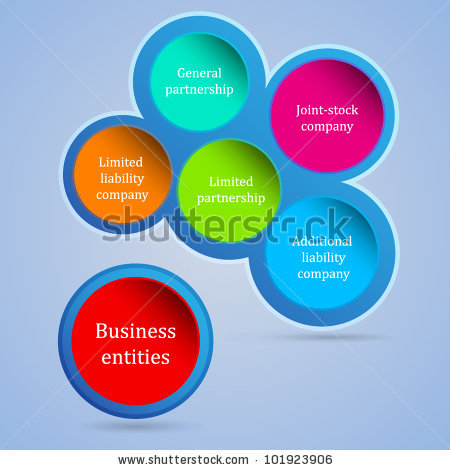 General
partnership
Joint-stock
company
Limited
liability
company
Limited
partnership
Additional
liability
company
Business
entities
shutterstock
www.shutterstock.com · 101923906